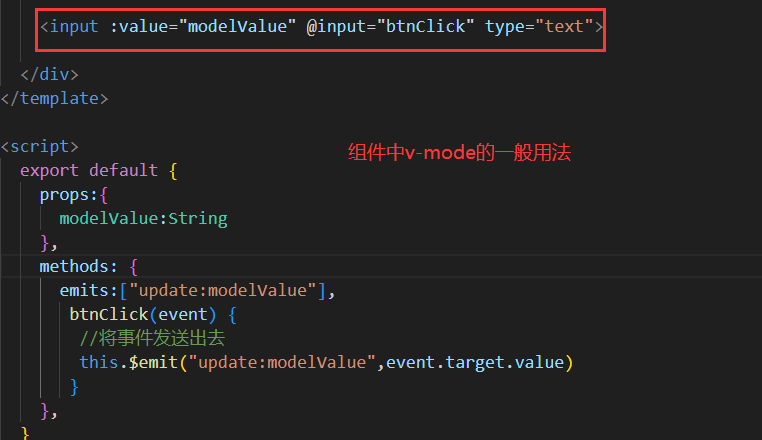 <input :value="modelValue" @input="btnClick" type="text">
</div>
</template>
<script>
组件中v-mode的一般用法
export default {
props:{
modelValue:String
},
methods: {
emits:["update:modelValue"],
btnClick(event) {
//将事件发送出去
this.$emit("update:modelValue",event.target.value)
}
},
}